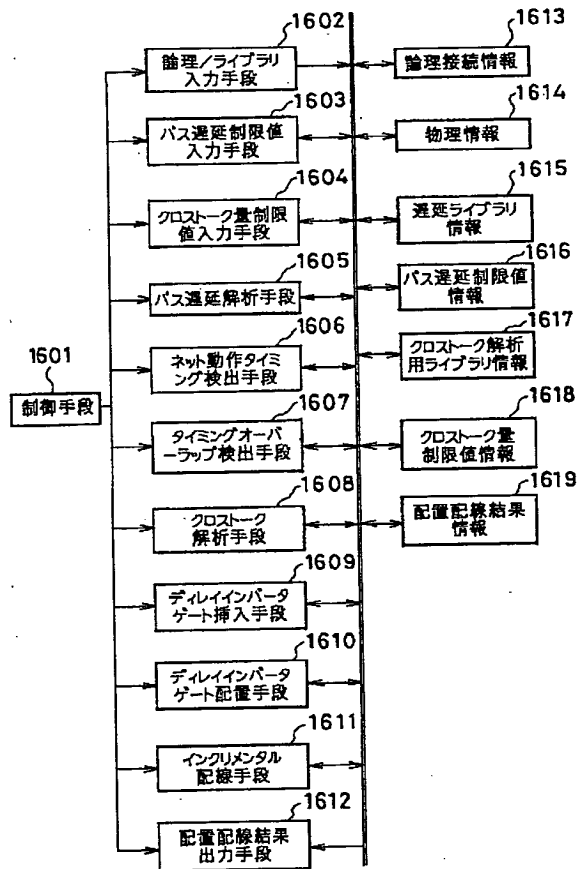 1602
論理/ライブラリ
入力手段
1603
パス遅延制限値
入力手段
1604
クロストーク量制限
値入力手段
1605
パス遅延解析手段
1606
ネット動作タイミ
ング検出手段
1601
制御手段
1607
タイミングオーバ
ーラップ検出手段
1608
クロストーク
解析手段
1609
ディレイインバータ
ゲート挿入手段
1610
ディレイインバータ
ゲート配置手段
1611
インクリメンタル
配線手段
1612
配置配線結果
出力手段
1613
論理接続情報
1614
物理情報
1615
遅延ライブラリ
情報
1616
パス遅延制限値
情報
1617
クロストーク解析
用ライブラリ情報
1618
クロストーク量
制限値情報
1619
配置配線結果
情報